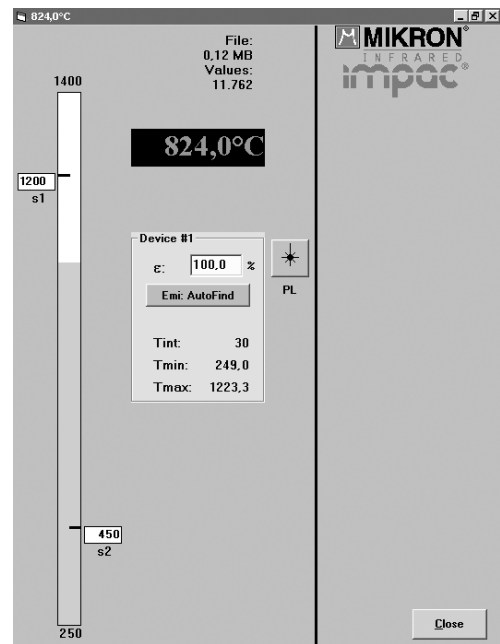 824,0°C
File:
0,12 MB
Values:
11.762
MIKRON®
INFRARED
impac®
1400
824,0°C
1200
s1
Device #1
ε: 100,0 %
Emi: AutoFind
PL
Tint: 30
Tmin: 249,0
Tmax: 1223,3
450
s2
250
Close